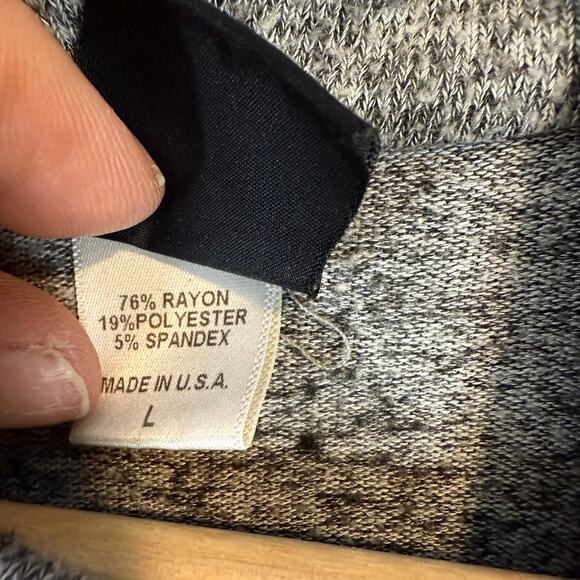 76% RAYON
19%POLYESTER
5% SPANDEX
MADE IN U.S.A.
L